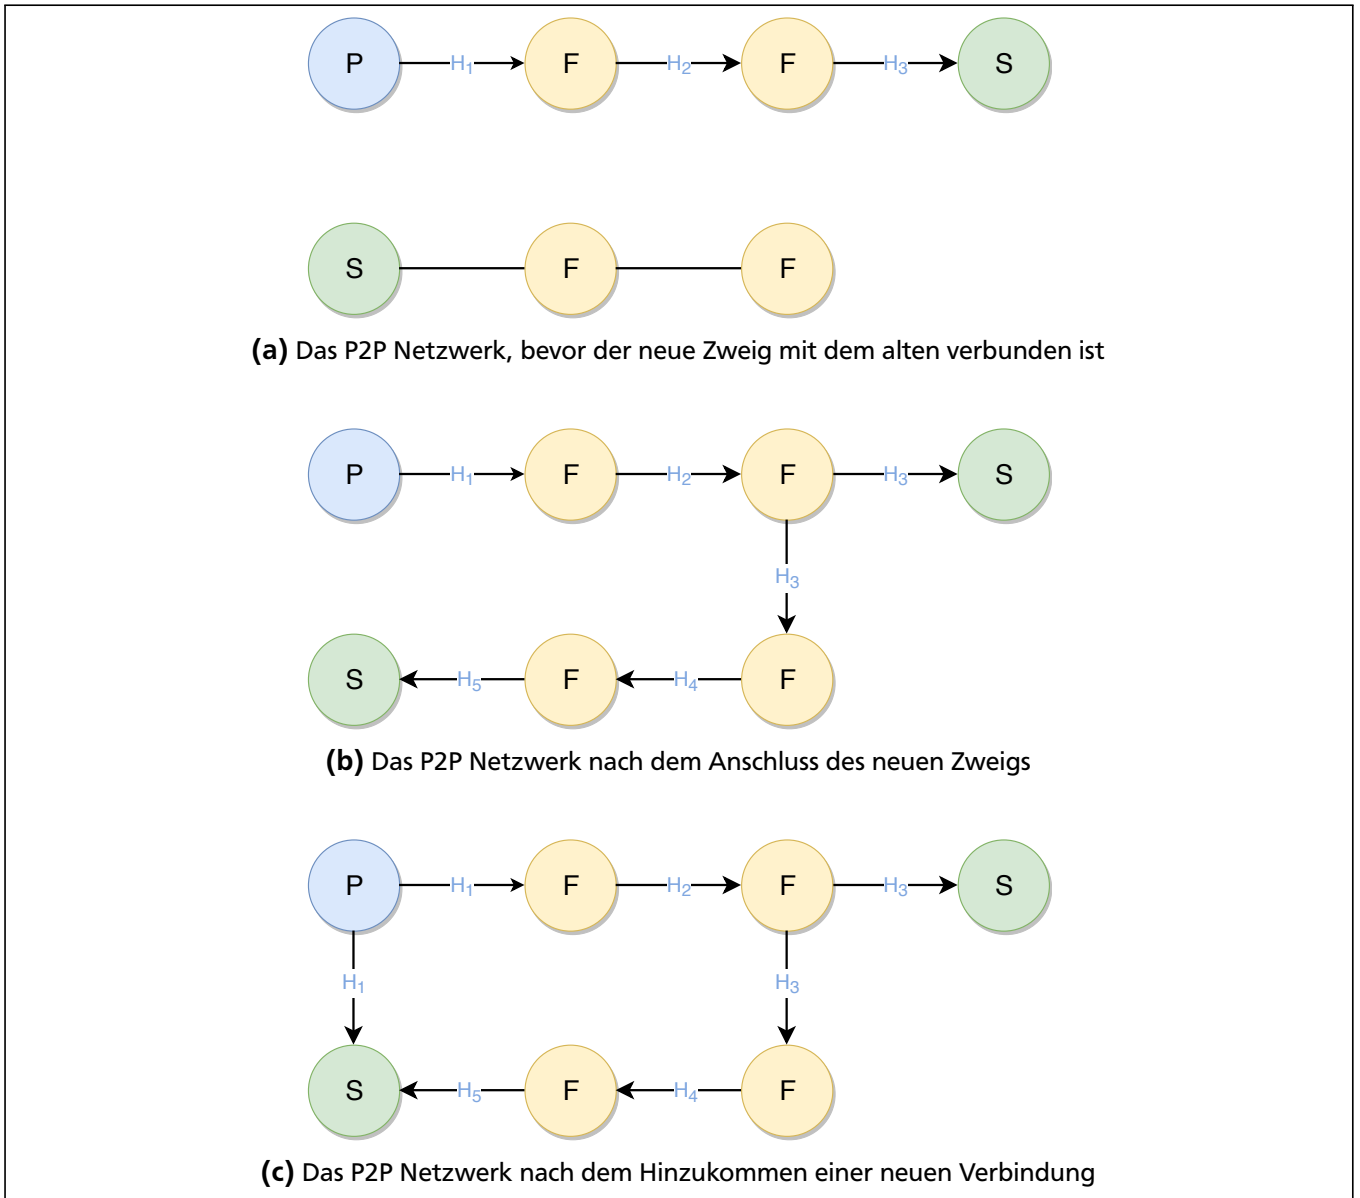 P H₁ F H₂ F H₃ S
S F F
(a) Das P2P Netzwerk, bevor der neue Zweig mit dem alten verbunden ist
P H₁ F H₂ F H₃ S
H₃
S H₅ F H₄ F
(b) Das P2P Netzwerk nach dem Anschluss des neuen Zweigs
P H₁ F H₂ F H₃ S
H₁ H₃
S H₅ F H₄ F
(c) Das P2P Netzwerk nach dem Hinzukommen einer neuen Verbindung